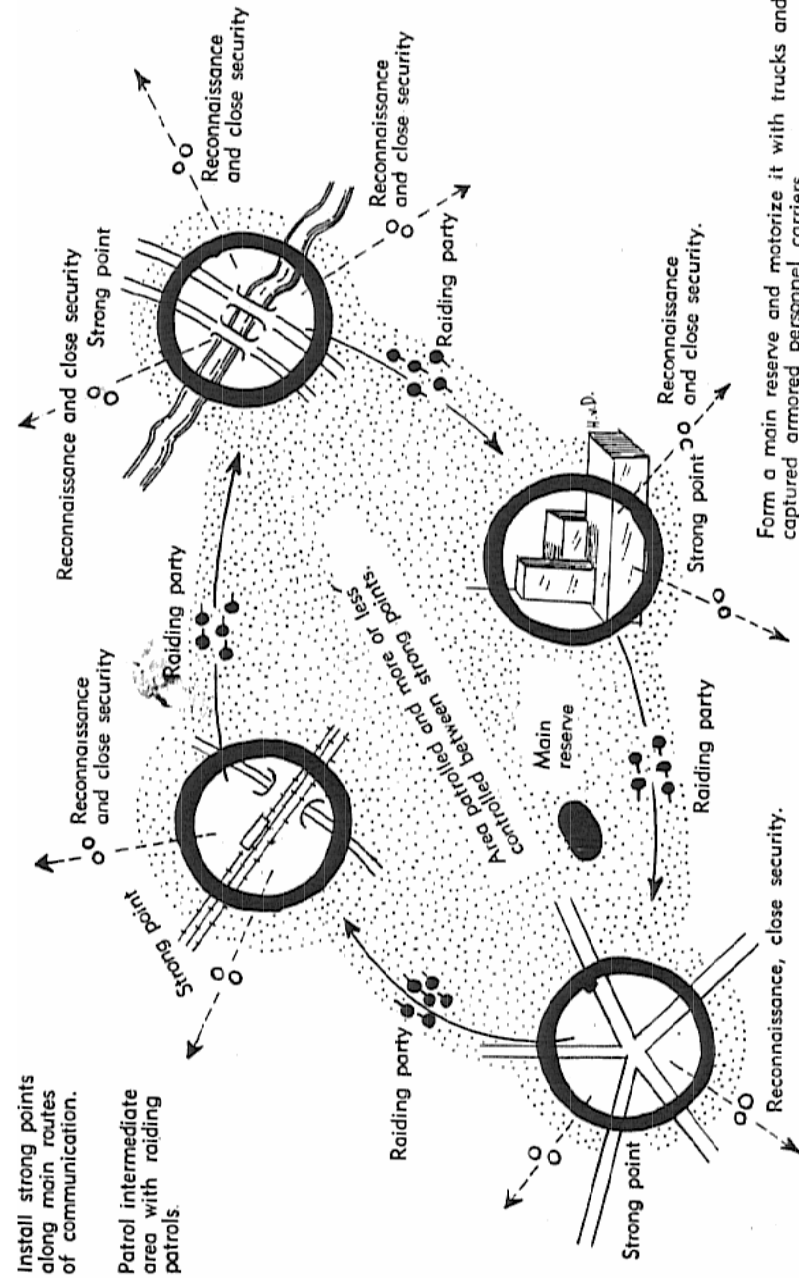 Install strong points
along main routes
of communication.
Patrol intermediate
area with raiding
patrols.
Strong point
Reconnaissance
and close security
Reconnaissance and close security
Strong point
Reconnaissance
and close security
Raiding party
Reconnaissance
and close security
Raiding party
Raiding party
Area patrolled and more or less
controlled between strong points.
Main
reserve
H.v.D.
Strong point
Reconnaissance
and close security.
Strong point
Raiding party
Reconnaissance, close security.
Form a main reserve and motorize it with trucks and
captured armored personnel carriers